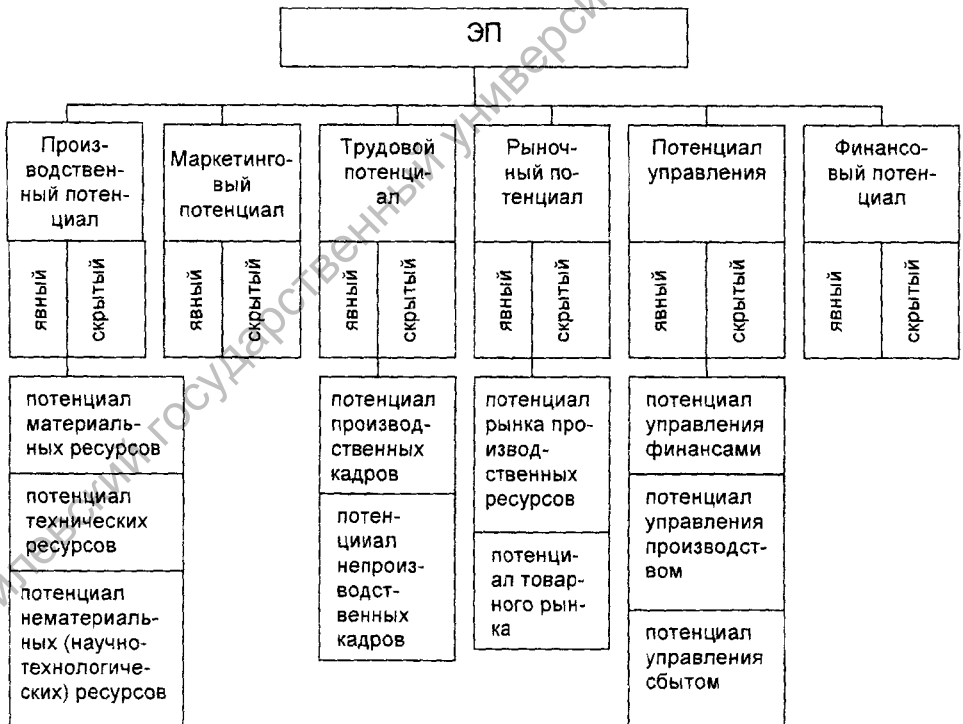 ЭП
Произ-
водствен-
ный потен-
циал
Маркетинго-
вый
потенциал
Трудовой
потенци-
ал
Рыноч-
ный по-
тенциал
Потенциал
управления
Финансо-
вый потен-
циал
явный
скрытый
явный
скрытый
явный
скрытый
явный
скрытый
явный
скрытый
явный
скрытый
потенциал
материаль-
ных ресурсов
потенциал
технических
ресурсов
потенциал
нематериаль-
ных (научно-
технологиче-
ских) ресурсов
потенциал
производ-
ственных
кадров
потен-
цииал
непроиз-
водст-
венных
кадров
потенциал
рынка про-
извод-
ственных
ресурсов
потенци-
ал товар-
ного рын-
ка
потенциал
управления
финансами
потенциал
управления
производст-
вом
потенциал
управления
сбытом
государственный